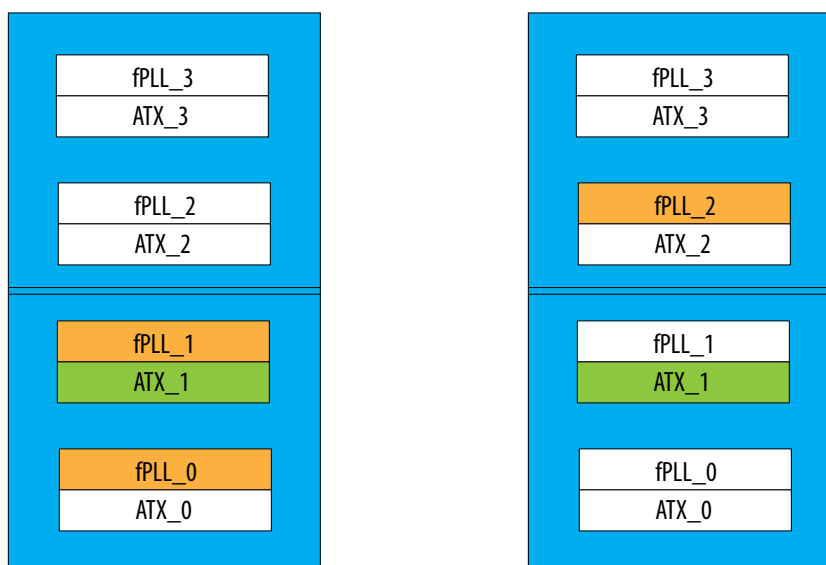 fPLL_3
ATX_3
fPLL_2
ATX_2
fPLL_1
ATX_1
fPLL_0
ATX_0
fPLL_3
ATX_3
fPLL_2
ATX_2
fPLL_1
ATX_1
fPLL_0
ATX_0